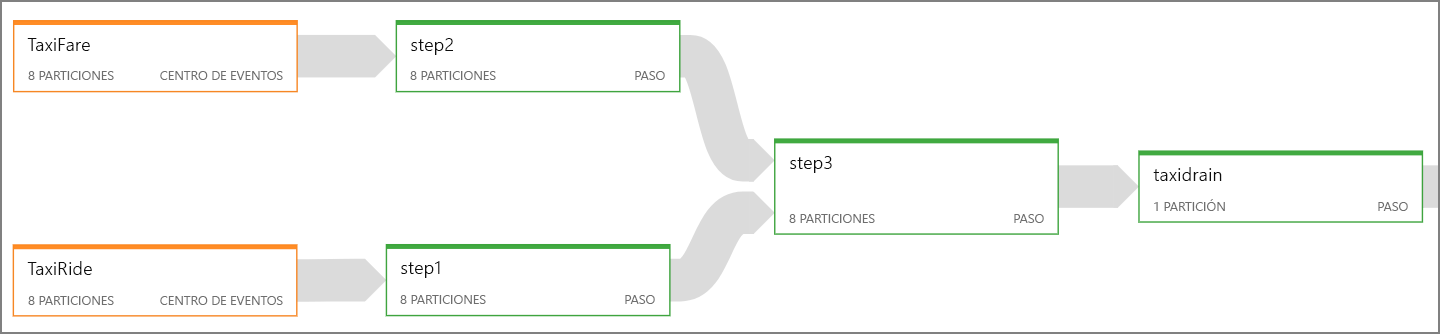 TaxiFare
8 PARTICIONES CENTRO DE EVENTOS
step2
8 PARTICIONES PASO
step3
8 PARTICIONES PASO
taxidrain
1 PARTICIÓN PASO
TaxiRide
8 PARTICIONES CENTRO DE EVENTOS
step1
8 PARTICIONES PASO